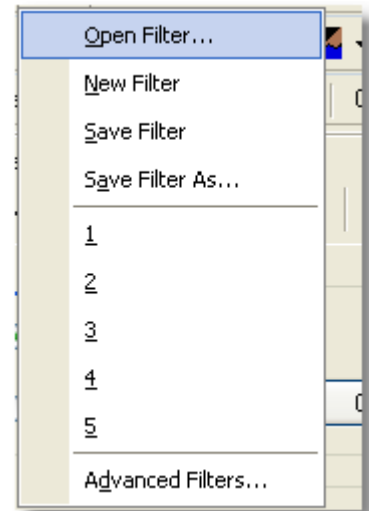 Open Filter...
New Filter
Save Filter
Save Filter As...
1
2
3
4
5
Advanced Filters...